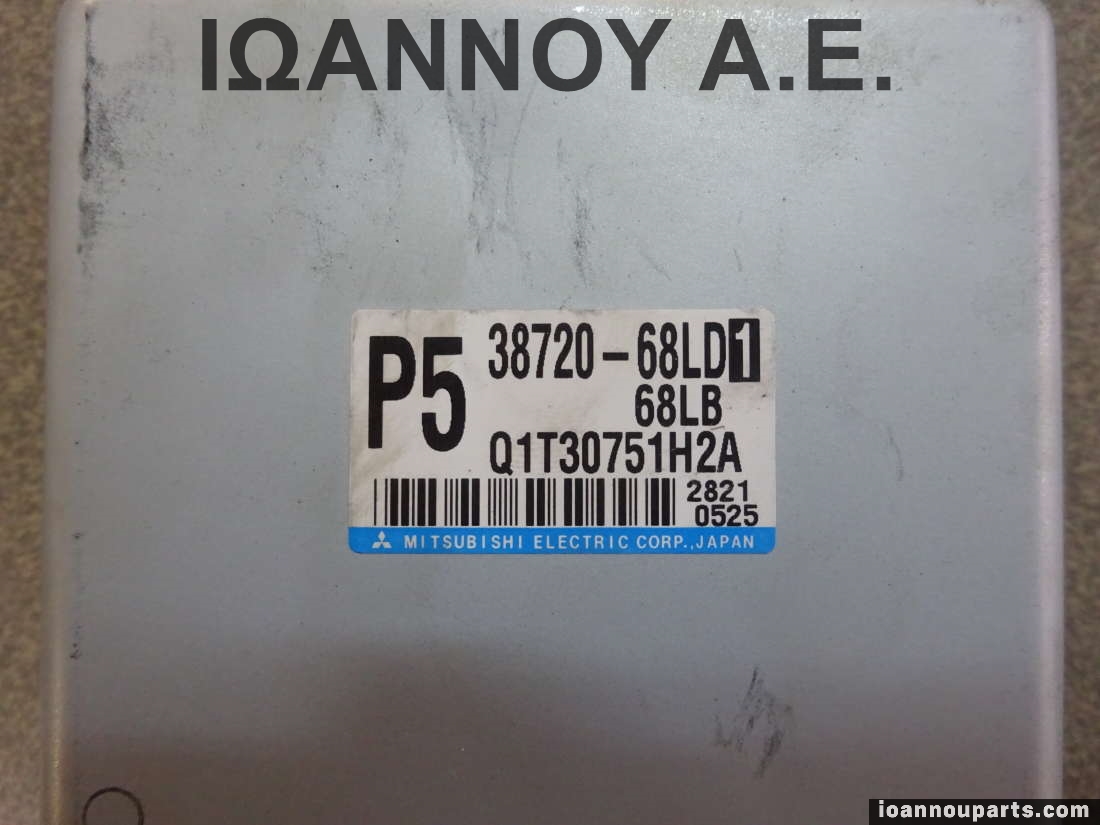 ΙΩΑΝΝΟΥ Α.Ε.
P5
38720-68LD1
68LB
Q1T30751H2A
2821
0525
MITSUBISHI ELECTRIC CORP., JAPAN
ioannouparts.com